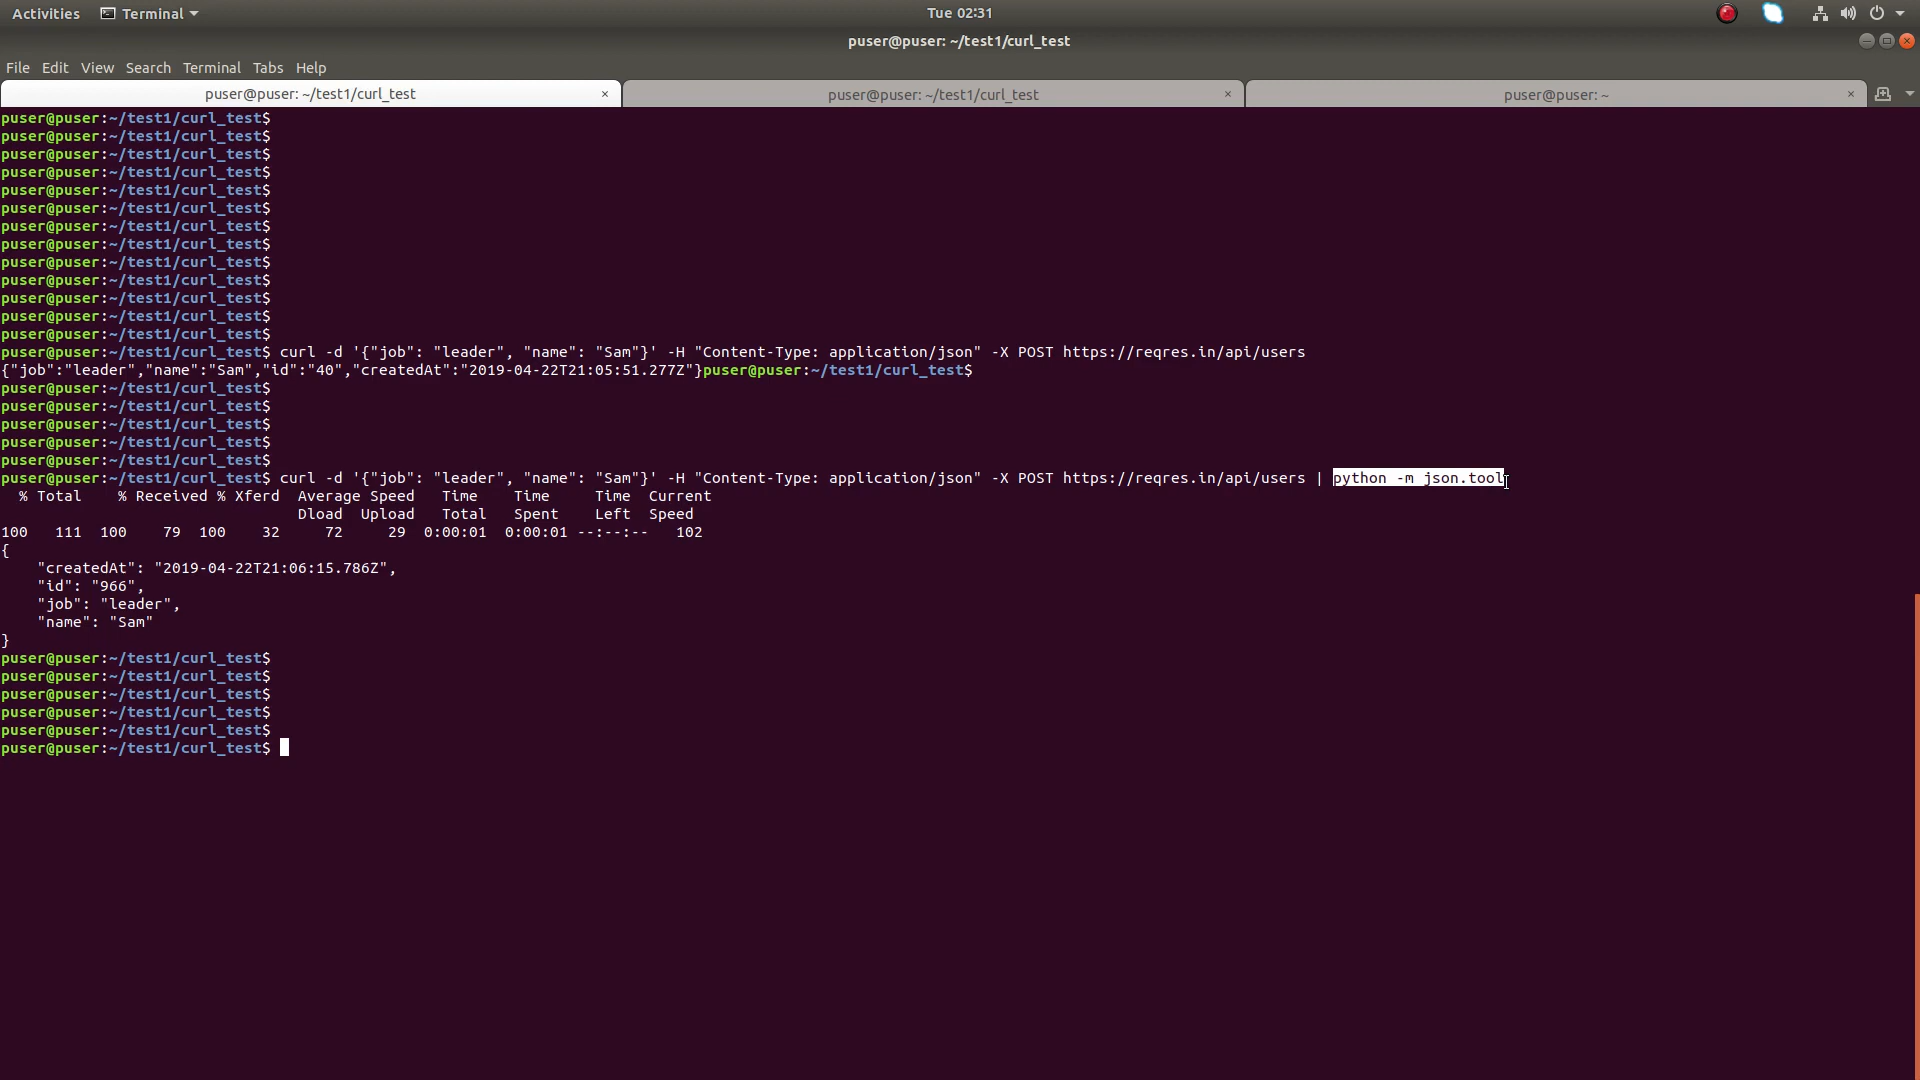 Activities Terminal Tue 02:31
puser@puser: ~/test1/curl_test
File Edit View Search Terminal Tabs Help
puser@puser: ~/test1/curl_test × puser@puser: ~/test1/curl_test × puser@puser: ~ ×
puser@puser:~/test1/curl_test$
puser@puser:~/test1/curl_test$
puser@puser:~/test1/curl_test$
puser@puser:~/test1/curl_test$
puser@puser:~/test1/curl_test$
puser@puser:~/test1/curl_test$
puser@puser:~/test1/curl_test$
puser@puser:~/test1/curl_test$
puser@puser:~/test1/curl_test$
puser@puser:~/test1/curl_test$
puser@puser:~/test1/curl_test$
puser@puser:~/test1/curl_test$
puser@puser:~/test1/curl_test$
puser@puser:~/test1/curl_test$ curl -d '{"job": "leader", "name": "Sam"}' -H "Content-Type: application/json" -X POST https://reqres.in/api/users
{"job":"leader","name":"Sam","id":"40","createdAt":"2019-04-22T21:05:51.277Z"}puser@puser:~/test1/curl_test$
puser@puser:~/test1/curl_test$
puser@puser:~/test1/curl_test$
puser@puser:~/test1/curl_test$
puser@puser:~/test1/curl_test$
puser@puser:~/test1/curl_test$
puser@puser:~/test1/curl_test$ curl -d '{"job": "leader", "name": "Sam"}' -H "Content-Type: application/json" -X POST https://reqres.in/api/users | python -m json.tool
  % Total    % Received % Xferd  Average Speed   Time    Time     Time  Current
                                 Dload  Upload   Total   Spent    Left  Speed
100   111  100    79  100    32     72     29  0:00:01  0:00:01 --:--:--   102
{
    "createdAt": "2019-04-22T21:06:15.786Z",
    "id": "966",
    "job": "leader",
    "name": "Sam"
}
puser@puser:~/test1/curl_test$
puser@puser:~/test1/curl_test$
puser@puser:~/test1/curl_test$
puser@puser:~/test1/curl_test$
puser@puser:~/test1/curl_test$
puser@puser:~/test1/curl_test$